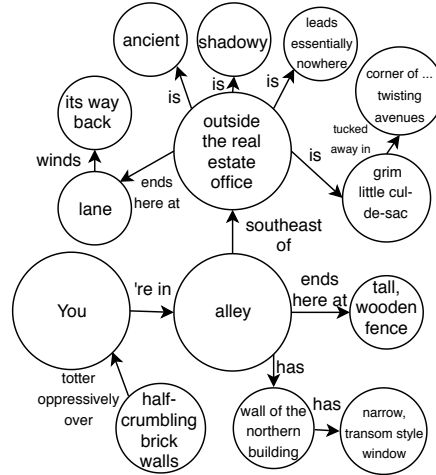 ancient
shadowy
leads
essentially
nowhere
corner of ...
twisting
avenues
its way
back
is
is
is
outside
the real
estate
office
tucked
away in
winds
ends
here at
is
grim
little cul-
de-sac
lane
southeast
of
You
're in
alley
ends
here at
tall,
wooden
fence
totter
oppressively
over
has
half-
crumbling
brick
walls
wall of the
northern
building
has
narrow,
transom style
window